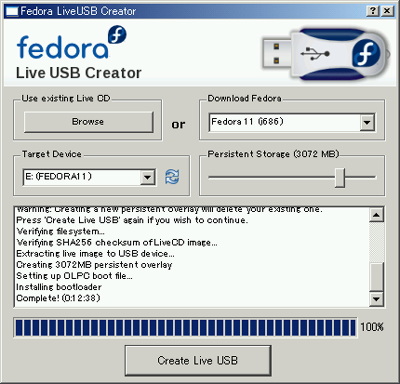 Fedora LiveUSB Creator
fedora
Live USB Creator
Use existing Live CD
Browse
or
Download Fedora
Fedora 11 (i686)
Target Device
E: (FEDORA11)
Persistent Storage (3072 MB)
Warning: Creating a new persistent overlay will delete your existing one.
Press 'Create Live USB' again if you wish to continue.
Verifying filesystem...
Verifying SHA256 checksum of LiveCD image...
Extracting live image to USB device...
Creating 3072MB persistent overlay
Setting up OLPC boot file...
Installing bootloader
Complete! (0:12:38)
100%
Create Live USB